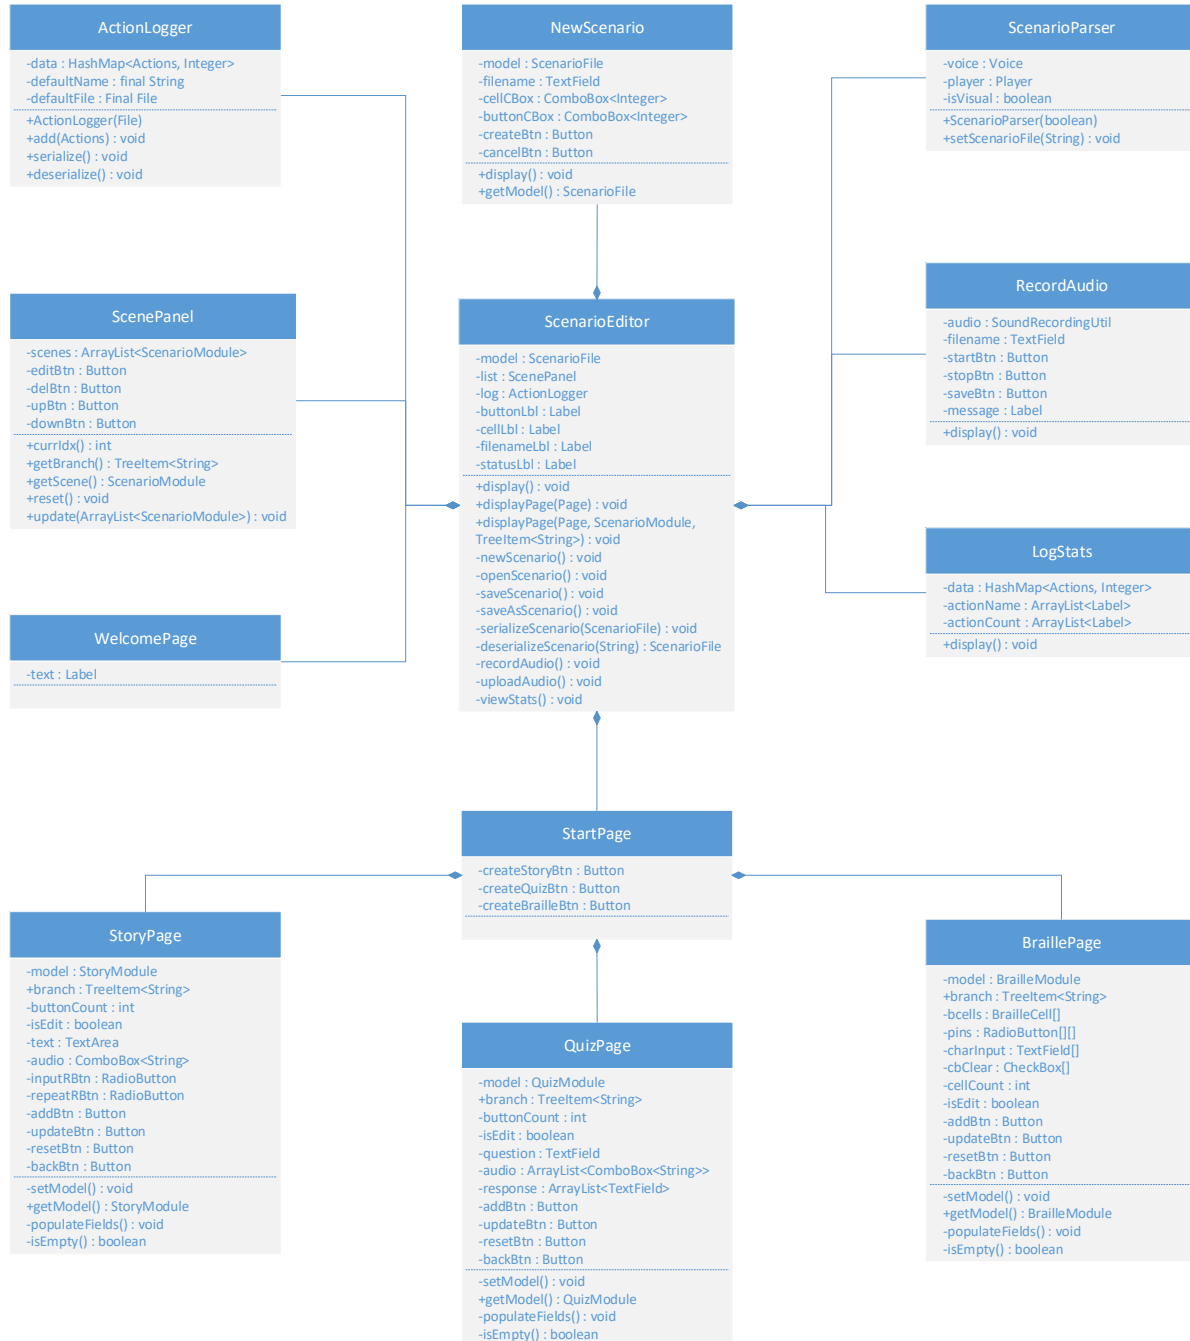 ActionLogger
-data : HashMap<Actions, Integer>
-defaultName : final String
-defaultFile : Final File
+ActionLogger(File)
+add(Actions) : void
+serialize() : void
+deserialize() : void
NewScenario
-model : ScenarioFile
-filename : TextField
-cellCBox : ComboBox<Integer>
-buttonCBox : ComboBox<Integer>
-createBtn : Button
-cancelBtn : Button
+display() : void
+getModel() : ScenarioFile
ScenarioParser
-voice : Voice
-player : Player
-isVisual : boolean
+ScenarioParser(boolean)
+setScenarioFile(String) : void
ScenePanel
-scenes : ArrayList<ScenarioModule>
-editBtn : Button
-delBtn : Button
-upBtn : Button
-downBtn : Button
+currIdx() : int
+getBranch() : TreeItem<String>
+getScene() : ScenarioModule
+reset() : void
+update(ArrayList<ScenarioModule>) : void
ScenarioEditor
-model : ScenarioFile
-list : ScenePanel
-log : ActionLogger
-buttonLbl : Label
-cellLbl : Label
-filenameLbl : Label
-statusLbl : Label
+display() : void
+displayPage(Page) : void
+displayPage(Page, ScenarioModule,
TreeItem<String>) : void
-newScenario() : void
-openScenario() : void
-saveScenario() : void
-saveAsScenario() : void
-serializeScenario(ScenarioFile) : void
-deserializeScenario(String) : ScenarioFile
-recordAudio() : void
-uploadAudio() : void
-viewStats() : void
RecordAudio
-audio : SoundRecordingUtil
-filename : TextField
-startBtn : Button
-stopBtn : Button
-saveBtn : Button
-message : Label
+display() : void
LogStats
-data : HashMap<Actions, Integer>
-actionName : ArrayList<Label>
-actionCount : ArrayList<Label>
+display() : void
WelcomePage
-text : Label
StartPage
-createStoryBtn : Button
-createQuizBtn : Button
-createBrailleBtn : Button
StoryPage
-model : StoryModule
+branch : TreeItem<String>
-buttonCount : int
-isEdit : boolean
-text : TextArea
-audio : ComboBox<String>
-inputRBtn : RadioButton
-repeatRBtn : RadioButton
-addBtn : Button
-updateBtn : Button
-resetBtn : Button
-backBtn : Button
-setModel() : void
+getModel() : StoryModule
-populateFields() : void
-isEmpty() : boolean
QuizPage
-model : QuizModule
+branch : TreeItem<String>
-buttonCount : int
-isEdit : boolean
-question : TextField
-audio : ArrayList<ComboBox<String>>
-response : ArrayList<TextField>
-addBtn : Button
-updateBtn : Button
-resetBtn : Button
-backBtn : Button
-setModel() : void
+getModel() : QuizModule
-populateFields() : void
-isEmpty() : boolean
BraillePage
-model : BrailleModule
+branch : TreeItem<String>
-bcells : BrailleCell[]
-pins : RadioButton[][]
-charInput : TextField[]
-cbClear : CheckBox[]
-cellCount : int
-isEdit : boolean
-addBtn : Button
-updateBtn : Button
-resetBtn : Button
-backBtn : Button
-setModel() : void
+getModel() : BrailleModule
-populateFields() : void
-isEmpty() : boolean